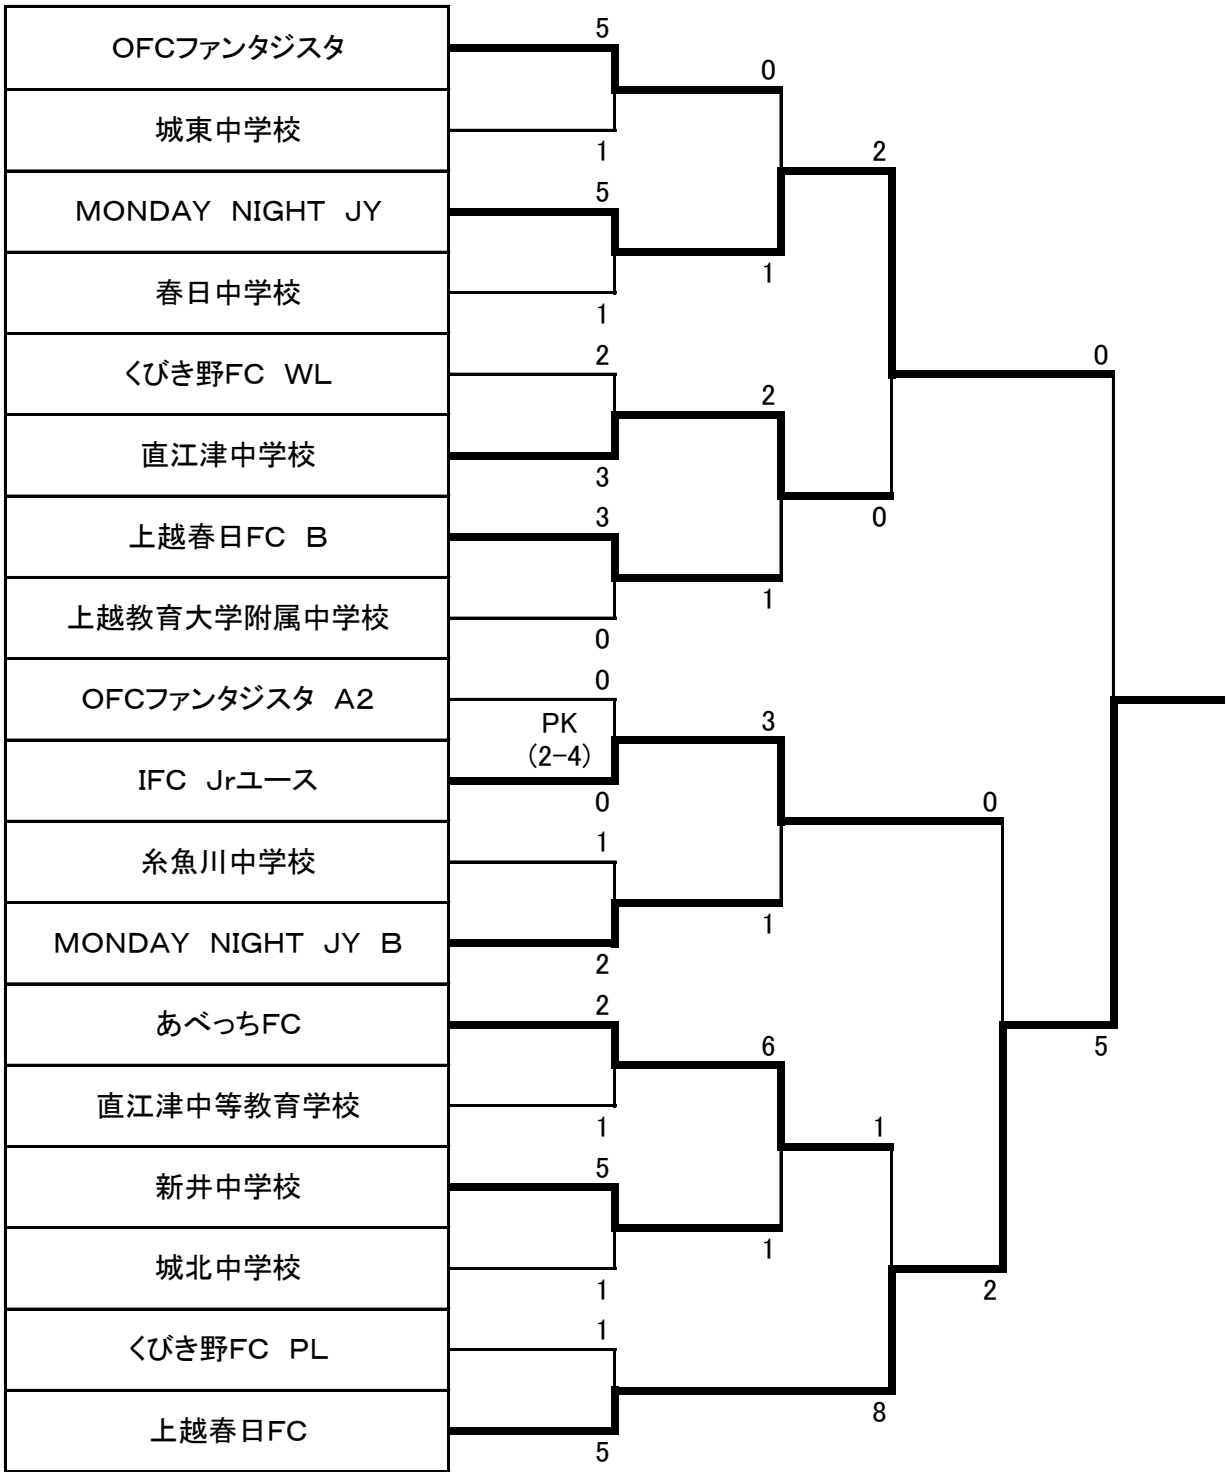 OFCファンタジスタ
城東中学校
MONDAY　NIGHT　JY
春日中学校
くびき野FC　WL
直江津中学校
上越春日FC　B
上越教育大学附属中学校
OFCファンタジスタ　A2
IFC　Jrユース
糸魚川中学校
MONDAY　NIGHT　JY　B
あべっちFC
直江津中等教育学校
新井中学校
城北中学校
くびき野FC　PL
上越春日FC
5
1
5
1
2
3
3
0
0
PK
(2-4)
0
1
2
2
1
5
1
1
5
0
1
2
1
3
1
6
1
2
0
1
8
0
2
0
5